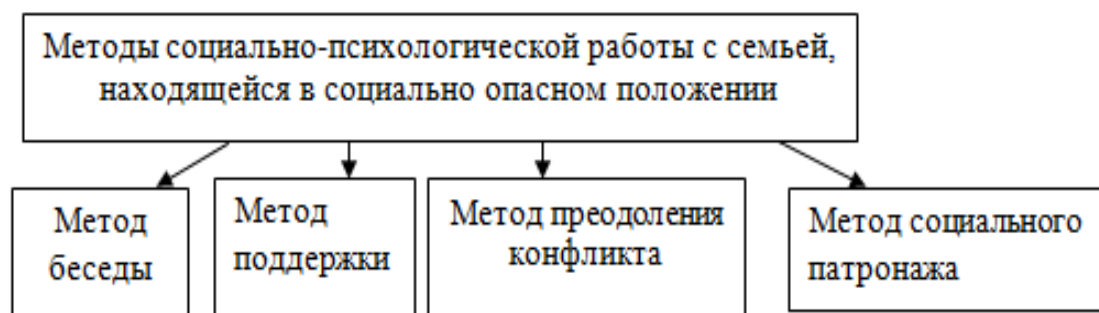 Методы социально-психологической работы с семьей,
находящейся в социально опасном положении
Метод
беседы
Метод
поддержки
Метод преодоления
конфликта
Метод социального
патронажа